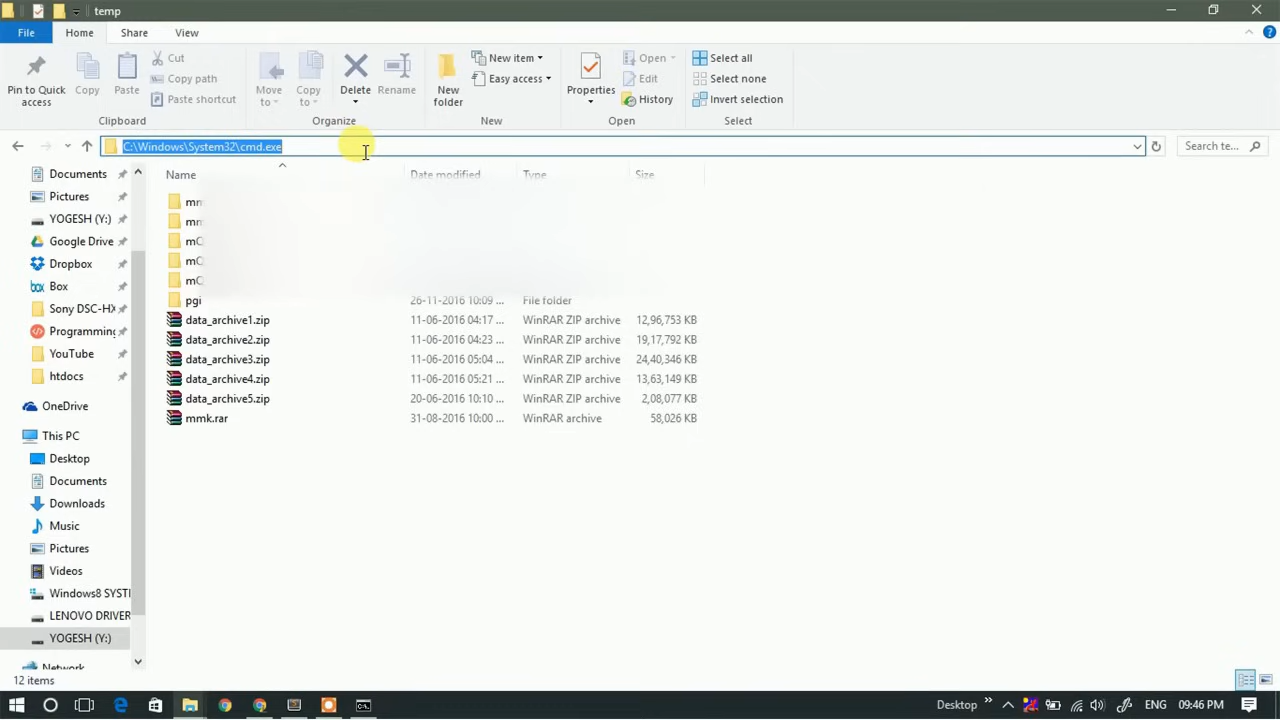 temp
File Home Share View
Pin to Quick access
Copy
Paste
Cut
Copy path
Paste shortcut
Clipboard
Move to
Copy to
Delete
Rename
Organize
New folder
New item
Easy access
New
Properties
Open
Edit
History
Open
Select all
Select none
Invert selection
Select
C:\Windows\System32\cmd.exe
Search te...
Documents
Pictures
YOGESH (Y:)
Google Drive
Dropbox
Box
Sony DSC-HX
Programming
YouTube
htdocs
OneDrive
This PC
Desktop
Documents
Downloads
Music
Pictures
Videos
Windows8 SYSTE
LENOVO DRIVER
YOGESH (Y:)
Network
Name Date modified Type Size
mm
mm
mQ
mQ
mQ
pgi 26-11-2016 10:09 ... File folder
data_archive1.zip 11-06-2016 04:17 ... WinRAR ZIP archive 12,96,753 KB
data_archive2.zip 11-06-2016 04:23 ... WinRAR ZIP archive 19,17,792 KB
data_archive3.zip 11-06-2016 05:04 ... WinRAR ZIP archive 24,40,346 KB
data_archive4.zip 11-06-2016 05:21 ... WinRAR ZIP archive 13,63,149 KB
data_archive5.zip 20-06-2016 10:10 ... WinRAR ZIP archive 2,08,077 KB
mmk.rar 31-08-2016 10:00 ... WinRAR archive 58,026 KB
12 items
Desktop ENG 09:46 PM